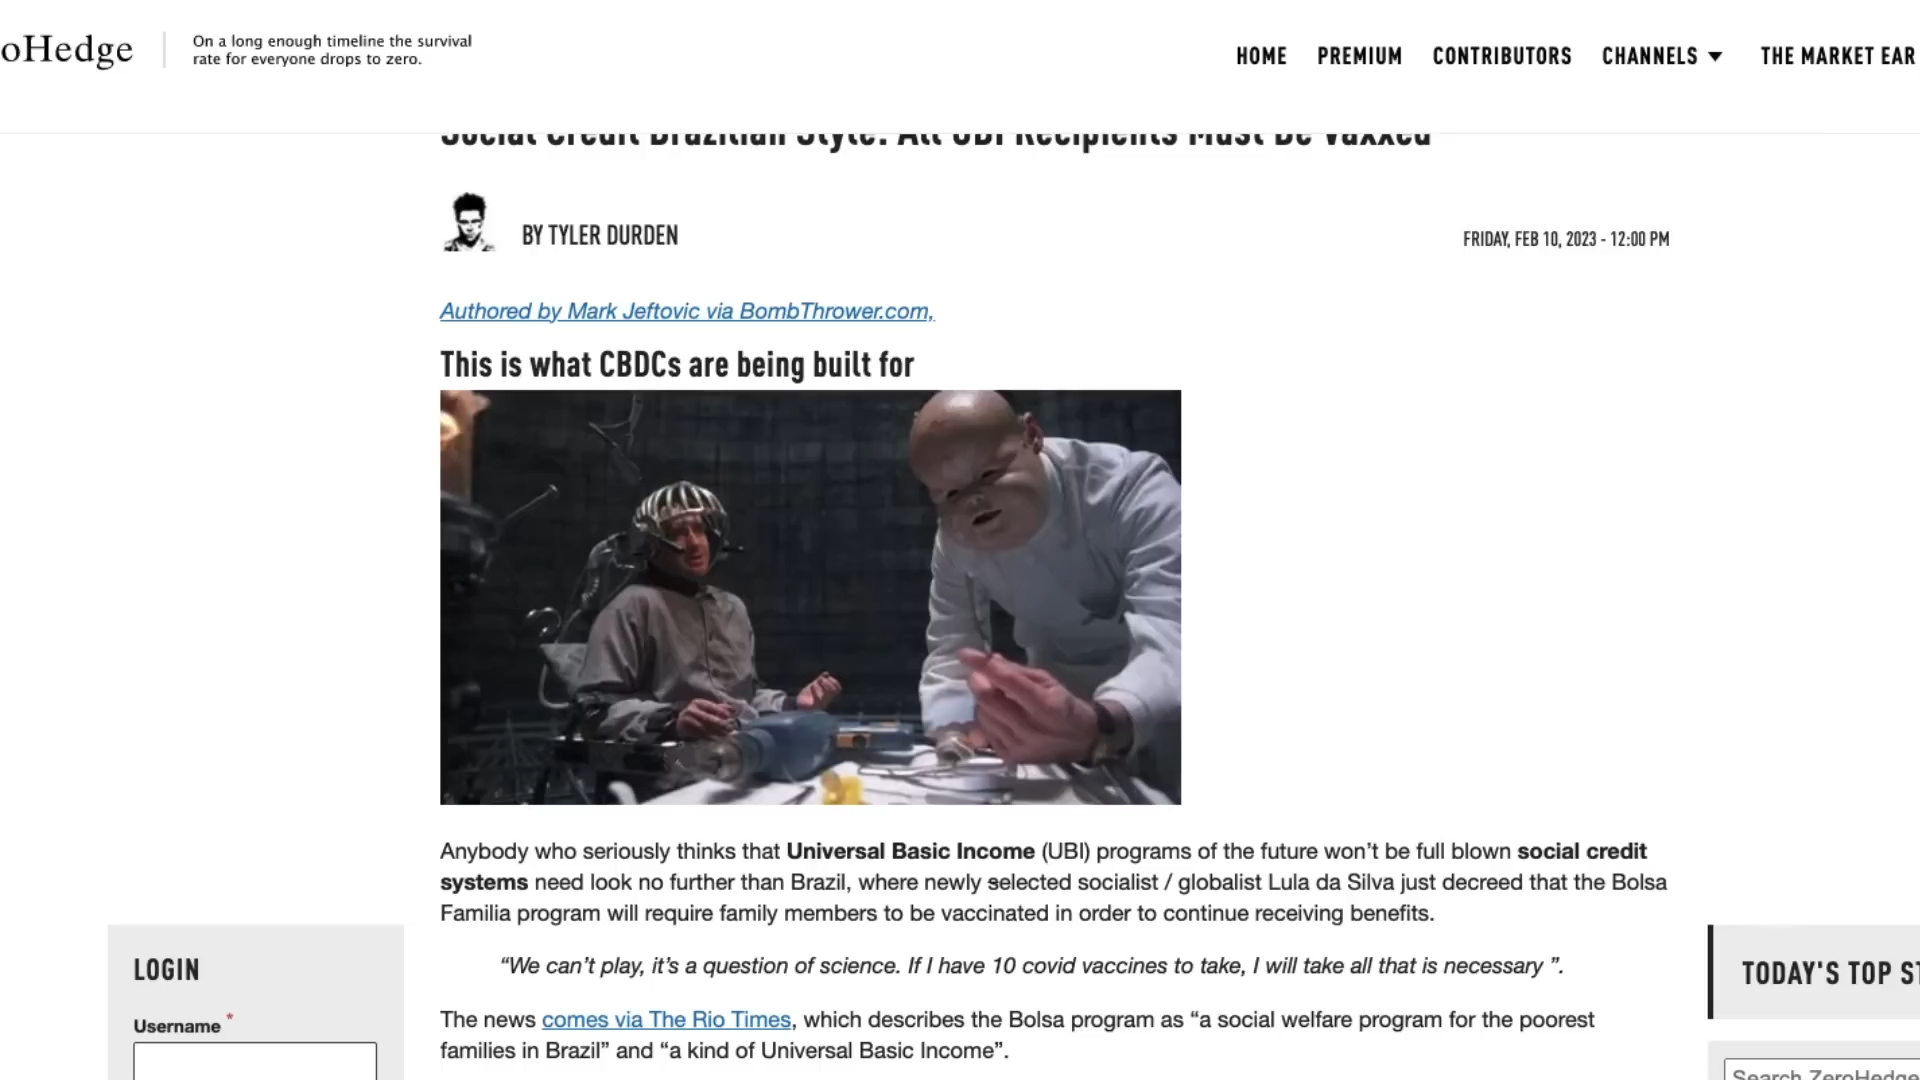 oHedge
On a long enough timeline the survival
rate for everyone drops to zero.
HOME PREMIUM CONTRIBUTORS CHANNELS THE MARKET EAR
Social Credit Brazilian Style: All UBI Recipients Must Be Vaxxed
BY TYLER DURDEN
FRIDAY, FEB 10, 2023 - 12:00 PM
Authored by Mark Jeftovic via BombThrower.com,
This is what CBDCs are being built for
Anybody who seriously thinks that Universal Basic Income (UBI) programs of the future won’t be full blown social credit
systems need look no further than Brazil, where newly selected socialist / globalist Lula da Silva just decreed that the Bolsa
Familia program will require family members to be vaccinated in order to continue receiving benefits.
“We can’t play, it’s a question of science. If I have 10 covid vaccines to take, I will take all that is necessary ”.
The news comes via The Rio Times, which describes the Bolsa program as “a social welfare program for the poorest
families in Brazil” and “a kind of Universal Basic Income”.
LOGIN
Username *
TODAY'S TOP ST
Search ZeroHedge